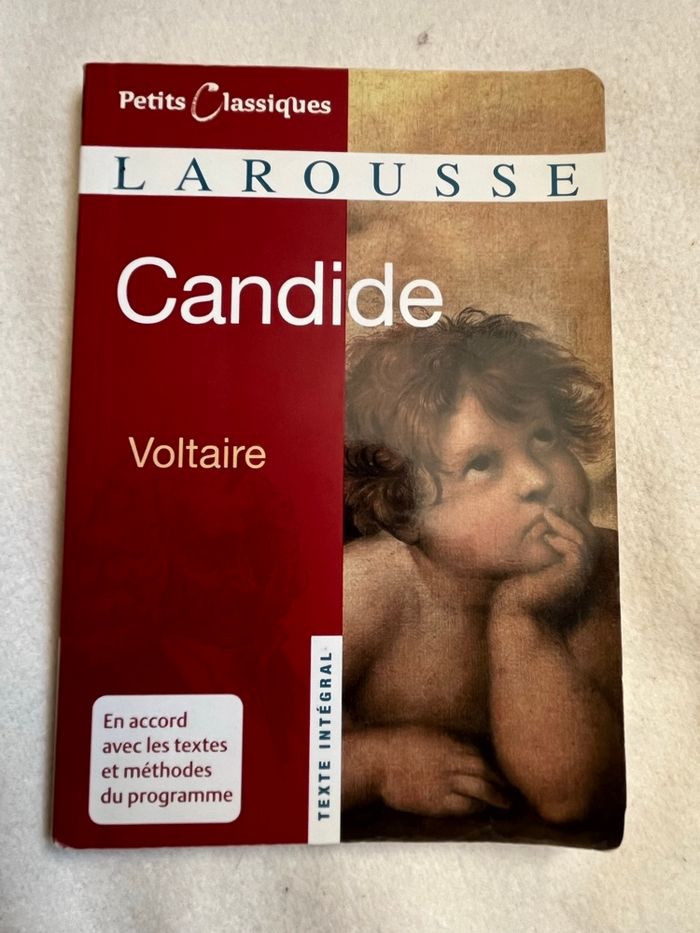 Petits Classiques
LAROUSSE
Candide
Voltaire
TEXTE INTÉGRAL
En accord
avec les textes
et méthodes
du programme